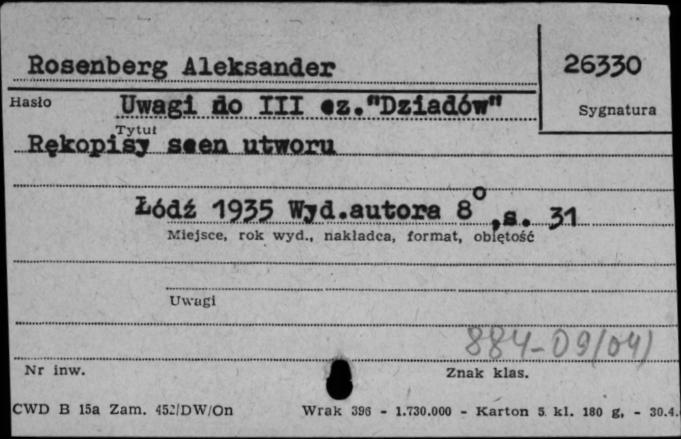 Rosenberg Aleksander
26330
Hasło
Uwagi do III cz."Dziadów"
Sygnatura
Tytuł
Rękopisy scen utworu
Łódź 1935 Wyd.autora 8°,s. 31
Miejsce, rok wyd., nakładca, format, objętość
Uwagi
884-09/04)
Nr inw.
Znak klas.
CWD B 15a Zam. 452/DW/On
Wrak 396 - 1.730.000 - Karton 5 kl. 180 g, - 30.4.